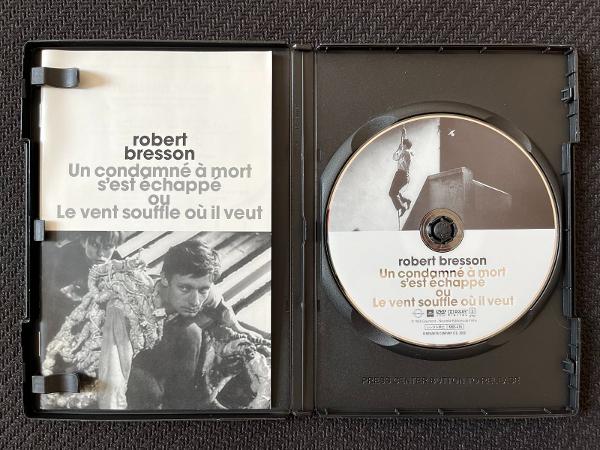 robert
bresson
Un condamné à mort
s'est échappé
ou
Le vent souffle où il veut
robert bresson
Un condamné à mort
s'est échappé
ou
Le vent souffle où il veut
DVD
PRESS CENTER BUTTON TO RELEASE